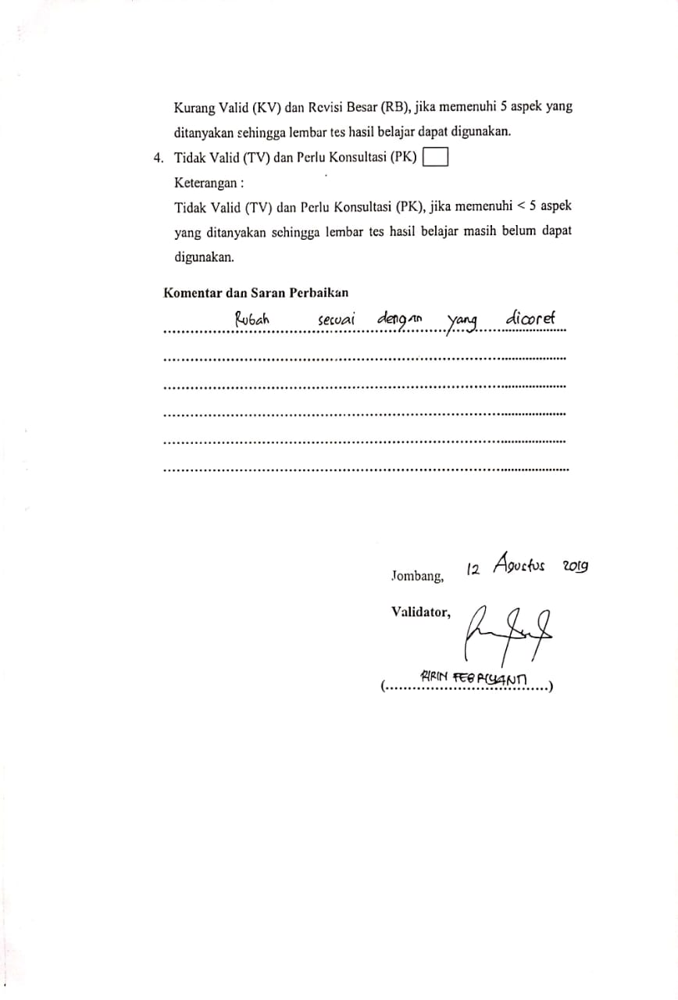 Kurang Valid (KV) dan Revisi Besar (RB), jika memenuhi 5 aspek yang
ditanyakan sehingga lembar tes hasil belajar dapat digunakan.
4. Tidak Valid (TV) dan Perlu Konsultasi (PK)
Keterangan :
Tidak Valid (TV) dan Perlu Konsultasi (PK), jika memenuhi < 5 aspek
yang ditanyakan sehingga lembar tes hasil belajar masih belum dapat
digunakan.
Komentar dan Saran Perbaikan
Rubah secuai dengan yang dicoret
Jombang, 12 Agustus 2019
Validator,
(RIRIN FEBRIYANTI)